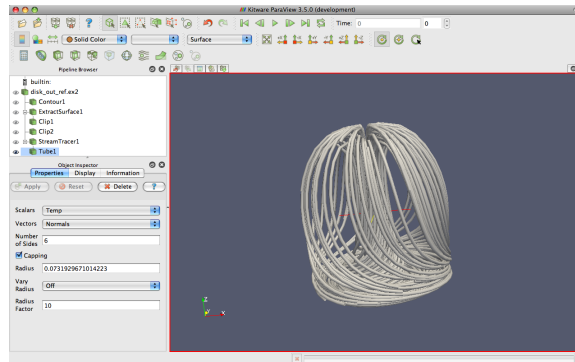 Kitware ParaView 3.5.0 (development)
Time: 0
0
Solid Color
Surface
Pipeline Browser
builtin:
disk_out_ref.ex2
Contour1
ExtractSurface1
Clip1
Clip2
StreamTracer1
Tube1
Object Inspector
Properties Display Information
Apply Reset Delete ?
Scalars Temp
Vectors Normals
Number of Sides 6
Capping
Radius 0.0731929671014223
Vary Radius Off
Radius Factor 10
Z
X